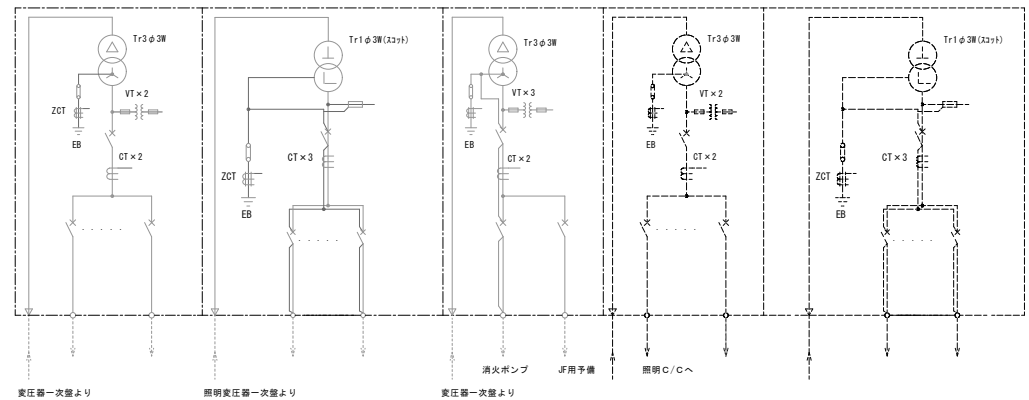 Tr3φ3W
VT×2
ZCT
EB
CT×2
Tr1φ3W(スコット)
CT×3
ZCT
EB
Tr3φ3W
VT×3
CT×2
Tr3φ3W
VT×2
EB
CT×2
Tr1φ3W(スコット)
CT×3
ZCT
EB
消火ポンプ
JF用予備
照明C/Cへ
変圧器一次盤より
照明変圧器一次盤より
変圧器一次盤より